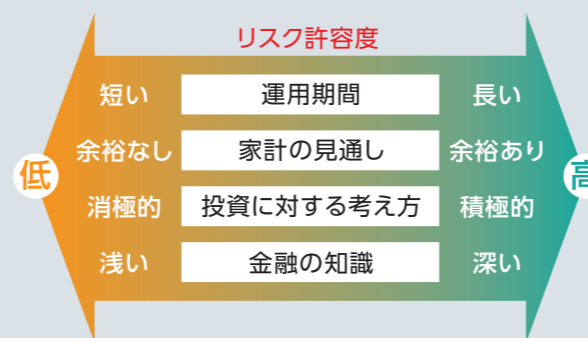 リスク許容度
短い 運用期間 長い
余裕なし 家計の見通し 余裕あり
低 高
消極的 投資に対する考え方 積極的
浅い 金融の知識 深い